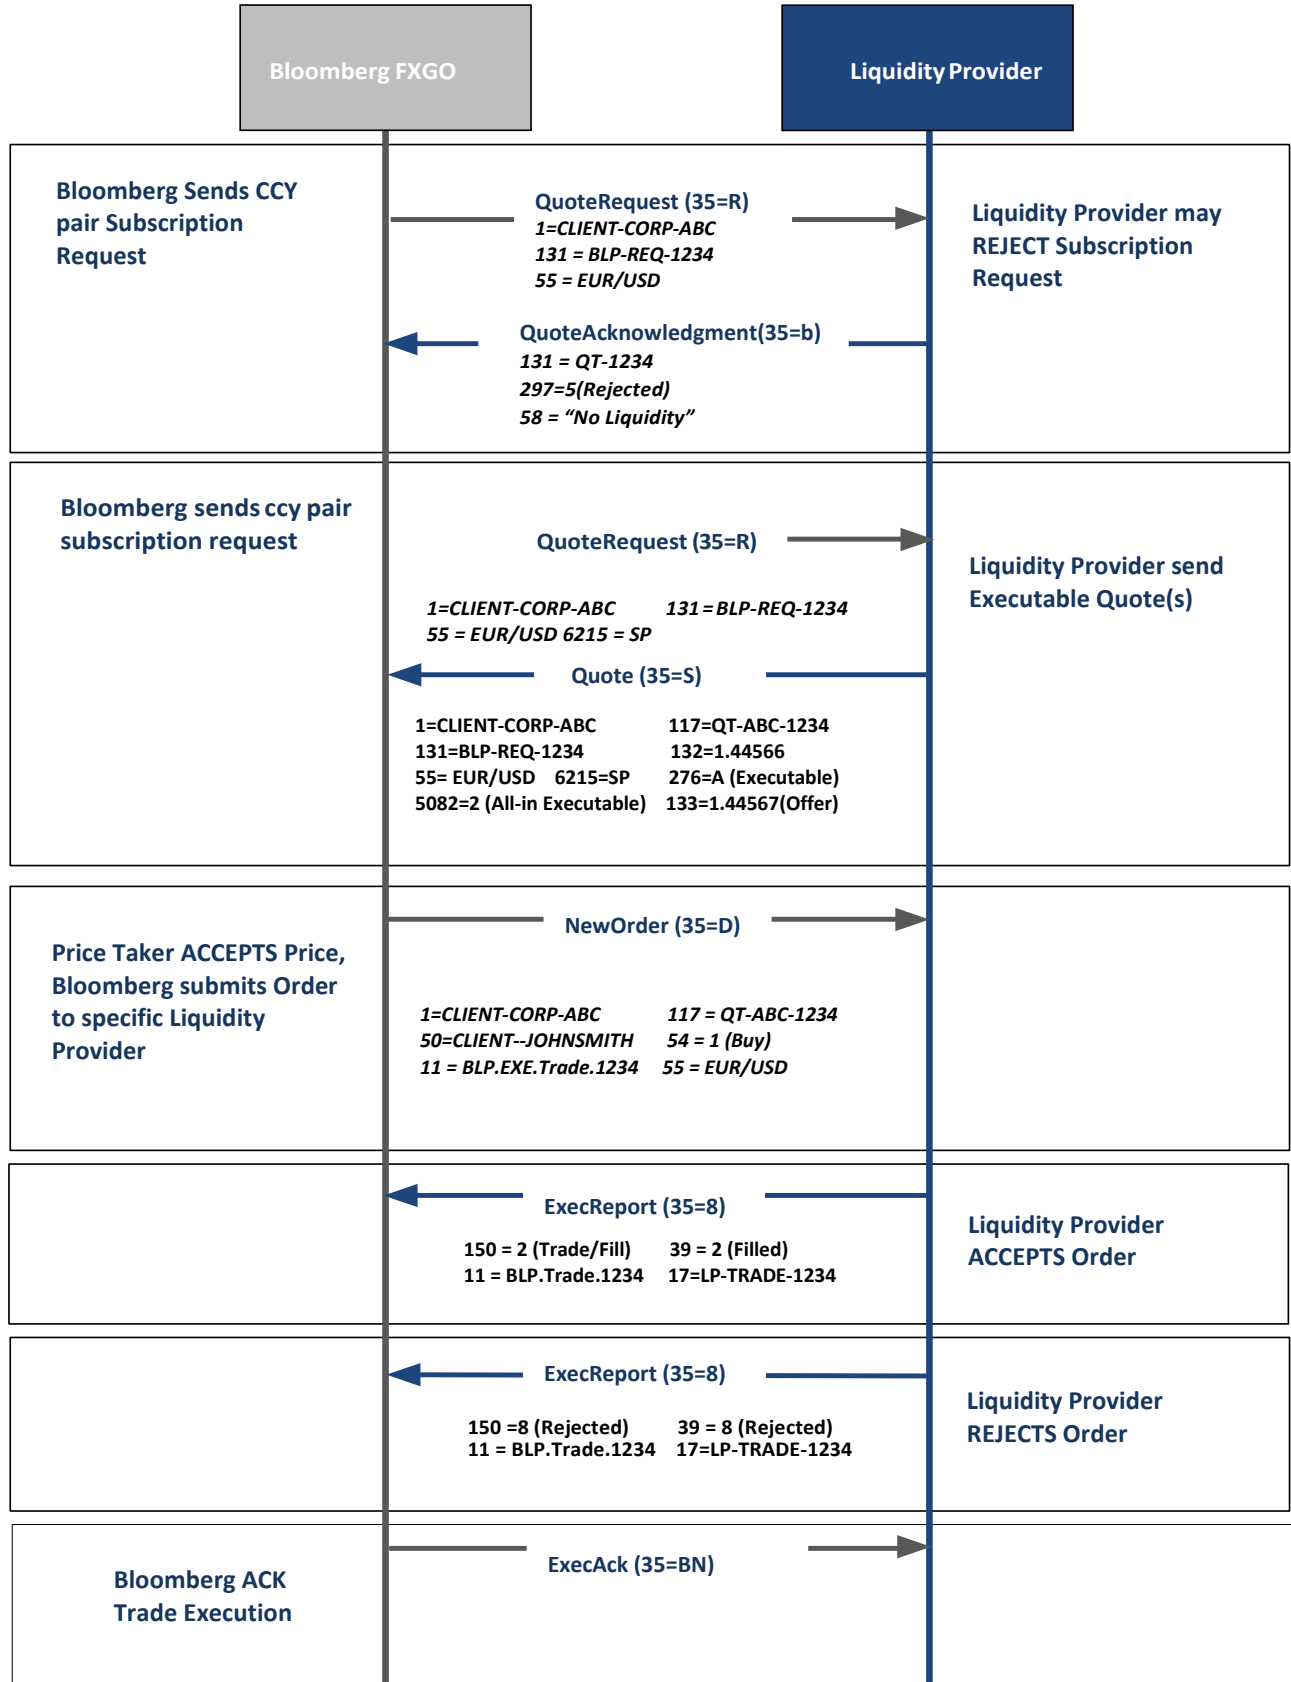 Bloomberg FXGO
Liquidity Provider
Bloomberg Sends CCY
pair Subscription
Request
QuoteRequest (35=R)
1=CLIENT-CORP-ABC
131 = BLP-REQ-1234
55 = EUR/USD
Liquidity Provider may
REJECT Subscription
Request
QuoteAcknowledgment(35=b)
131 = QT-1234
297=5(Rejected)
58 = “No Liquidity”
Bloomberg sends ccy pair
subscription request
QuoteRequest (35=R)
Liquidity Provider send
Executable Quote(s)
1=CLIENT-CORP-ABC 131 = BLP-REQ-1234
55 = EUR/USD 6215 = SP
Quote (35=S)
1=CLIENT-CORP-ABC 117=QT-ABC-1234
131=BLP-REQ-1234 132=1.44566
55= EUR/USD 6215=SP 276=A (Executable)
5082=2 (All-in Executable) 133=1.44567(Offer)
NewOrder (35=D)
Price Taker ACCEPTS Price,
Bloomberg submits Order
to specific Liquidity
Provider
1=CLIENT-CORP-ABC 117 = QT-ABC-1234
50=CLIENT--JOHNSMITH 54 = 1 (Buy)
11 = BLP.EXE.Trade.1234 55 = EUR/USD
ExecReport (35=8)
150 = 2 (Trade/Fill) 39 = 2 (Filled)
11 = BLP.Trade.1234 17=LP-TRADE-1234
Liquidity Provider
ACCEPTS Order
ExecReport (35=8)
150 =8 (Rejected) 39 = 8 (Rejected)
11 = BLP.Trade.1234 17=LP-TRADE-1234
Liquidity Provider
REJECTS Order
ExecAck (35=BN)
Bloomberg ACK
Trade Execution